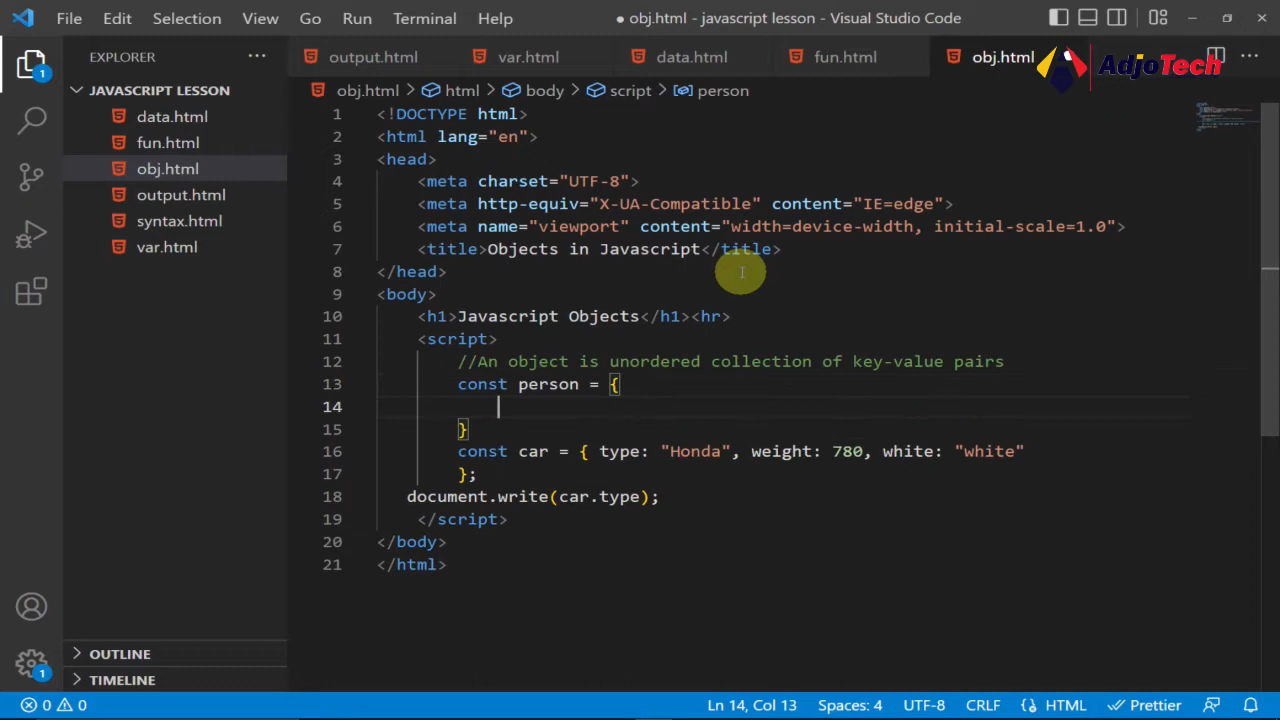 File Edit Selection View Go Run Terminal Help ● obj.html - javascript lesson - Visual Studio Code
EXPLORER ···
output.html var.html data.html fun.html obj.html
AdjoTech
JAVASCRIPT LESSON
data.html
fun.html
obj.html
output.html
syntax.html
var.html
OUTLINE
TIMELINE
1
1
obj.html > html > body > script > person
1 <!DOCTYPE html>
2 <html lang="en">
3 <head>
4 <meta charset="UTF-8">
5 <meta http-equiv="X-UA-Compatible" content="IE=edge">
6 <meta name="viewport" content="width=device-width, initial-scale=1.0">
7 <title>Objects in Javascript</title>
8 </head>
9 <body>
10 <h1>Javascript Objects</h1><hr>
11 <script>
12 //An object is unordered collection of key-value pairs
13 const person = {
14
15 }
16 const car = { type: "Honda", weight: 780, white: "white"
17 };
18 document.write(car.type);
19 </script>
20 </body>
21 </html>
0 0 Ln 14, Col 13 Spaces: 4 UTF-8 CRLF {} HTML Prettier